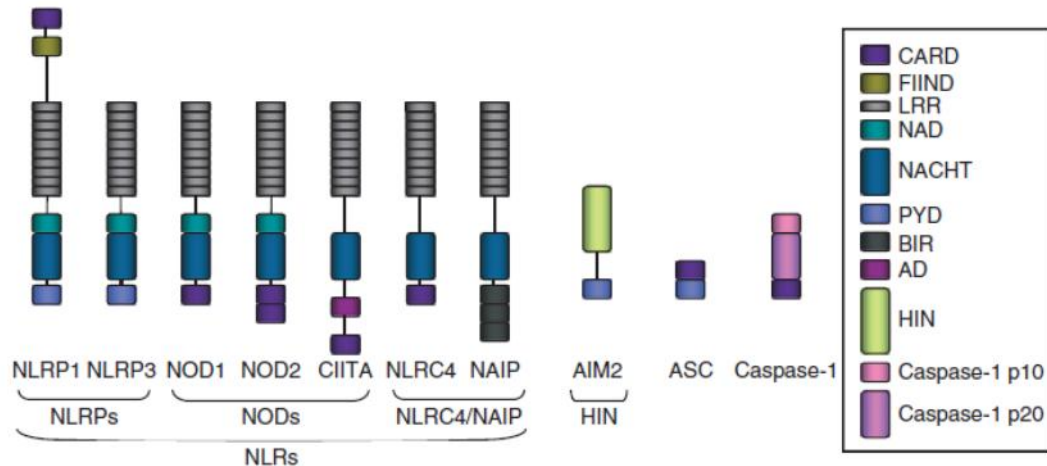 NLRP1 NLRP3 NOD1 NOD2 CIITA NLRC4 NAIP AIM2 ASC Caspase-1
NLRPs NODs NLRC4/NAIP HIN
NLRs
CARD
FIIND
LRR
NAD
NACHT
PYD
BIR
AD
HIN
Caspase-1 p10
Caspase-1 p20